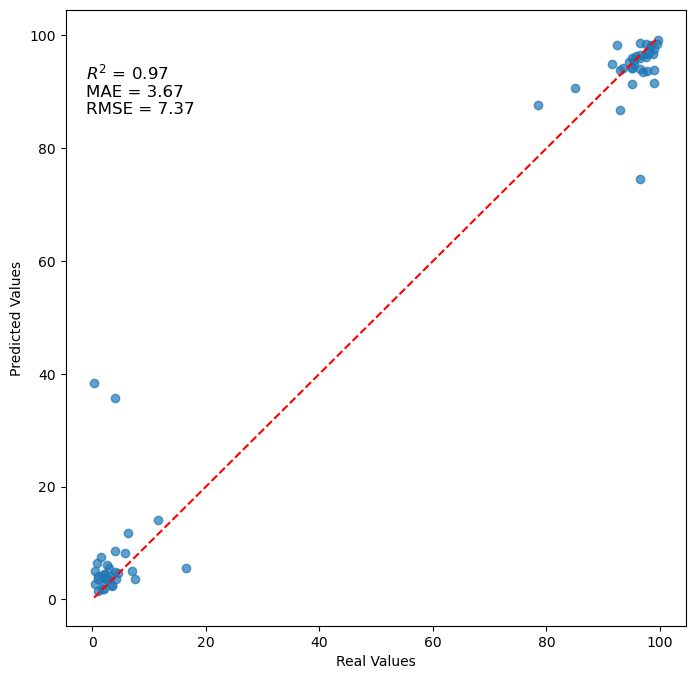 100
80
60
40
20
0
Predicted Values
R² = 0.97
MAE = 3.67
RMSE = 7.37
0 20 40 60 80 100
Real Values